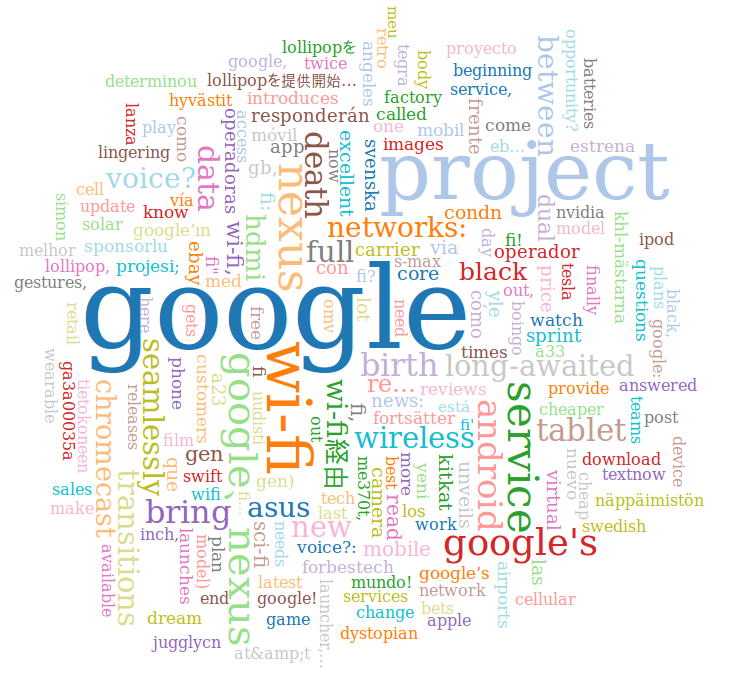 meu
lollipopを
retro
google,
twice
angeles
tegra
body
proyecto
between
opportunity?
batteries
determinou
lollipopを提供開始...
beginning
service,
hyvästit
introduces
factory
lanza
play
como
operadoras
access
responderán
called
frente
one
mobil
come
móvil
app
death
now
excellent
svenska
images
eb...
estrena
lingering
data
gb,
project
voice?
nexus
cell
via
update
know
simon
solar
google’ın
wi-fi,
hdmi
fi:
networks:
condn
dual
nvidia
model
khl-mästarna
melhor
sponsorlu
ebay
full
carrier
via
day
fi!
operador
ipod
lollipop,
projesi;
fi"
con
s-max
core
black
price
tesla
finally
questions
plans
black,
gestures,
med
fi?
google
out,
retail
here
gets
free
omv
lot
need
cómo
yle
boingo
watch
sprint
google:
wearable
ga3a00035a
tietokoneen
seamlessly
times
a33
phone
customers
a23
google,
fi
uudisti
wi-fi
birth
long-awaited
re...
reviews
provide
answered
chromecast
releases
wi-fi経由
fi,
news:
está
cheaper
teams
post
out
fortsätter
fi'
android
service
tablet
film
wireless
device
gen
que
swift
me370t,
best
more
kitkat
unveils
nuevo
download
transitions
sales
wifi
fi...
gen)
camera
read
yeni
virtual
cheap
textnow
make
bring
asus
tech
last
los
näppäimistön
new
work
swedish
inch,
launches
model)
plan
nexus
sci-fi
needs
voice?:
mobile
google's
available
forbestech
las
latest
launcher,...
mundo!
google’s
airports
end
google!
services
network
cellular
dream
game
change
bets
apple
jugglycn
dystopian
at&amp;t